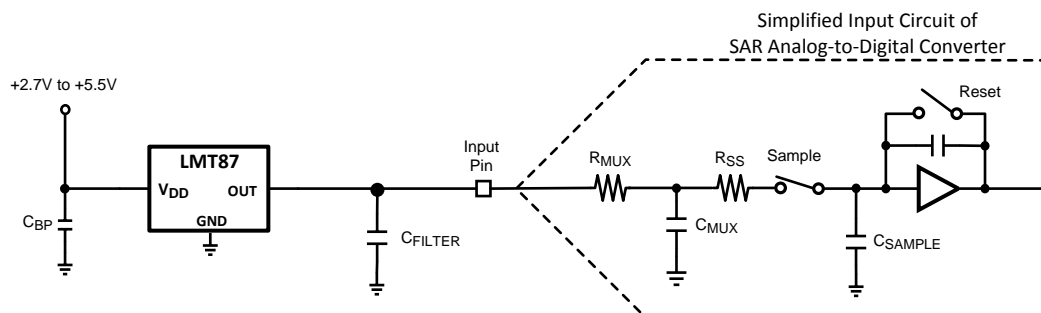 Simplified Input Circuit of
SAR Analog-to-Digital Converter
+2.7V to +5.5V
Reset
LMT87
Input
Pin
RMUX
RSS
Sample
VDD
OUT
GND
CBP
CFILTER
CMUX
CSAMPLE